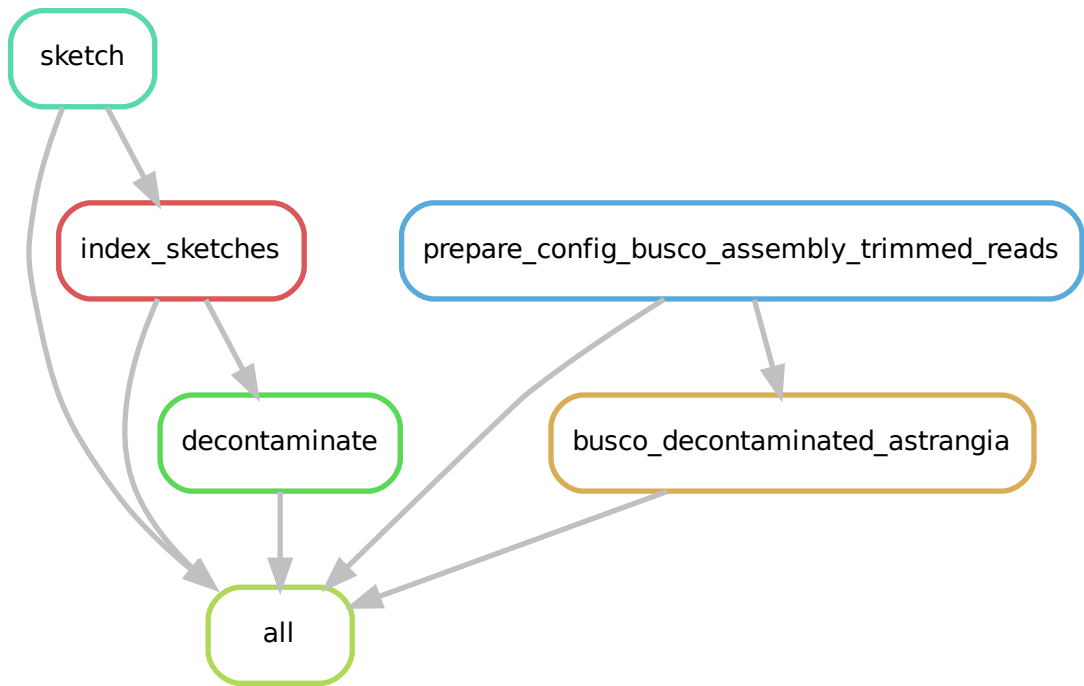 sketch
index_sketches
prepare_config_busco_assembly_trimmed_reads
decontaminate
busco_decontaminated_astrangia
all